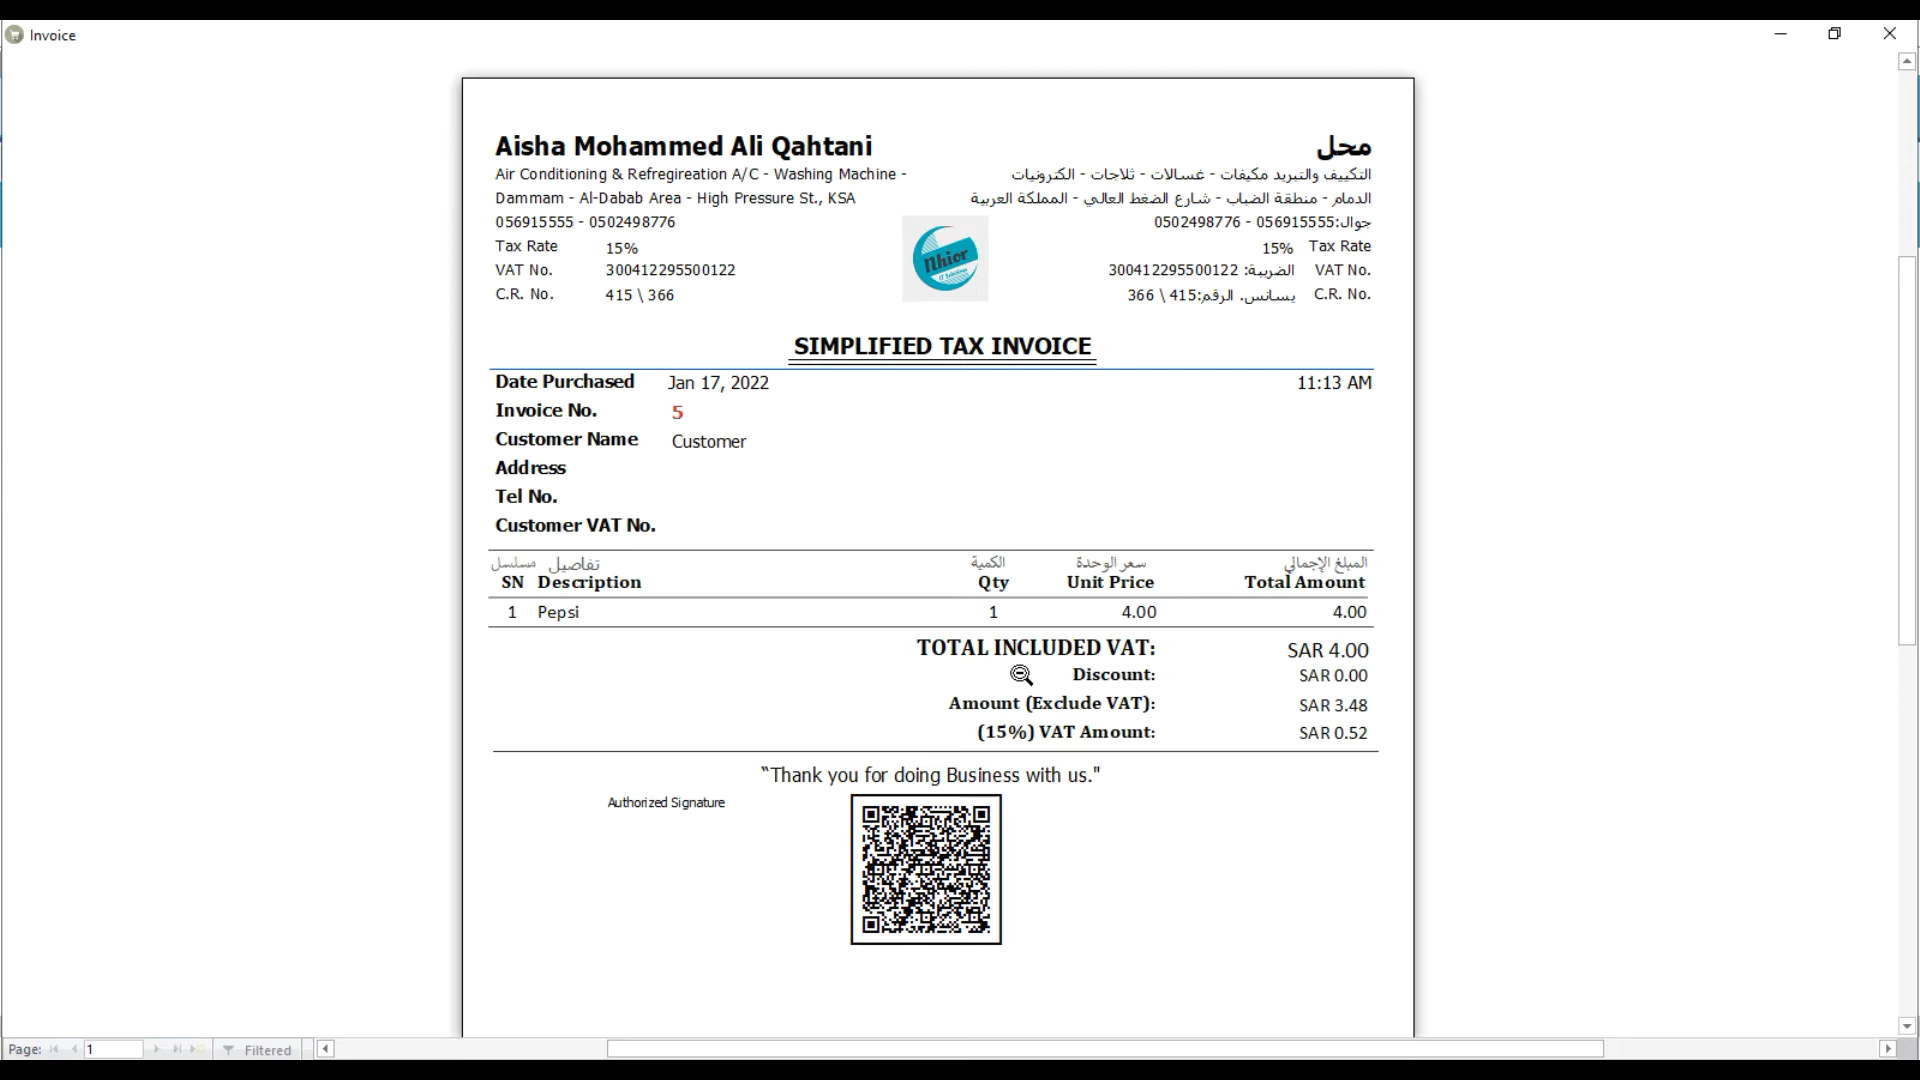 Invoice
Aisha Mohammed Ali Qahtani
محل
Air Conditioning & Refregireation A/C - Washing Machine -
التكييف والتبريد مكيفات - غسالات - ثلاجات - الكترونيات
Dammam - Al-Dabab Area - High Pressure St., KSA
الدمام - منطقة الضباب - شارع الضغط العالي - المملكة العربية
056915555 - 0502498776
جوال:056915555 - 0502498776
Tax Rate 15%
15% Tax Rate
VAT No. 300412295500122
الضريبة: 300412295500122 VAT No.
C.R. No. 415 \ 366
يسانس. الرقم:415 \ 366 C.R. No.
Nhior
IT Solutions
SIMPLIFIED TAX INVOICE
Date Purchased Jan 17, 2022 11:13 AM
Invoice No. 5
Customer Name Customer
Address
Tel No.
Customer VAT No.
مسلسل تفاصيل الكمية سعر الوحدة المبلغ الإجمالي
SN Description Qty Unit Price Total Amount
1 Pepsi 1 4.00 4.00
TOTAL INCLUDED VAT: SAR 4.00
Discount: SAR 0.00
Amount (Exclude VAT): SAR 3.48
(15%) VAT Amount: SAR 0.52
“Thank you for doing Business with us."
Authorized Signature
Page: 1 Filtered